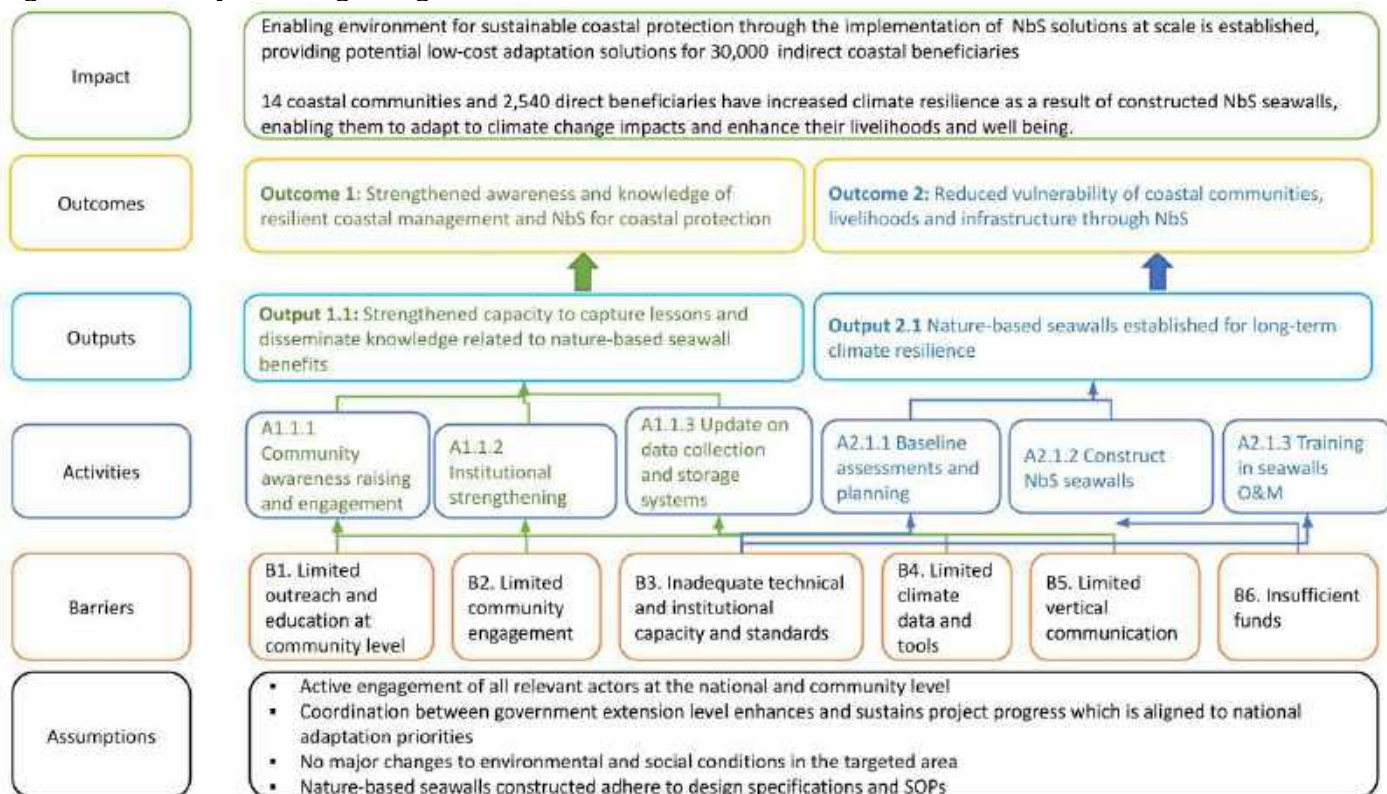 Impact
Enabling environment for sustainable coastal protection through the implementation of NbS solutions at scale is established,
providing potential low-cost adaptation solutions for 30,000 indirect coastal beneficiaries
14 coastal communities and 2,540 direct beneficiaries have increased climate resilience as a result of constructed NbS seawalls,
enabling them to adapt to climate change impacts and enhance their livelihoods and well being.
Outcomes
Outcome 1: Strengthened awareness and knowledge of
resilient coastal management and NbS for coastal protection
Outcome 2: Reduced vulnerability of coastal communities,
livelihoods and infrastructure through NbS
Outputs
Output 1.1: Strengthened capacity to capture lessons and
disseminate knowledge related to nature-based seawall
benefits
Output 2.1 Nature-based seawalls established for long-term
climate resilience
Activities
A1.1.1
Community
awareness raising
and engagement
A1.1.2
Institutional
strengthening
A1.1.3 Update on
data collection
and storage
systems
A2.1.1 Baseline
assessments and
planning
A2.1.2 Construct
NbS seawalls
A2.1.3 Training
in seawalls
O&M
Barriers
B1. Limited
outreach and
education at
community level
B2. Limited
community
engagement
B3. Inadequate technical
and institutional
capacity and standards
B4. Limited
climate
data and
tools
B5. Limited
vertical
communication
B6. Insufficient
funds
Assumptions
▪ Active engagement of all relevant actors at the national and community level
▪ Coordination between government extension level enhances and sustains project progress which is aligned to national
adaptation priorities
▪ No major changes to environmental and social conditions in the targeted area
▪ Nature-based seawalls constructed adhere to design specifications and SOPs